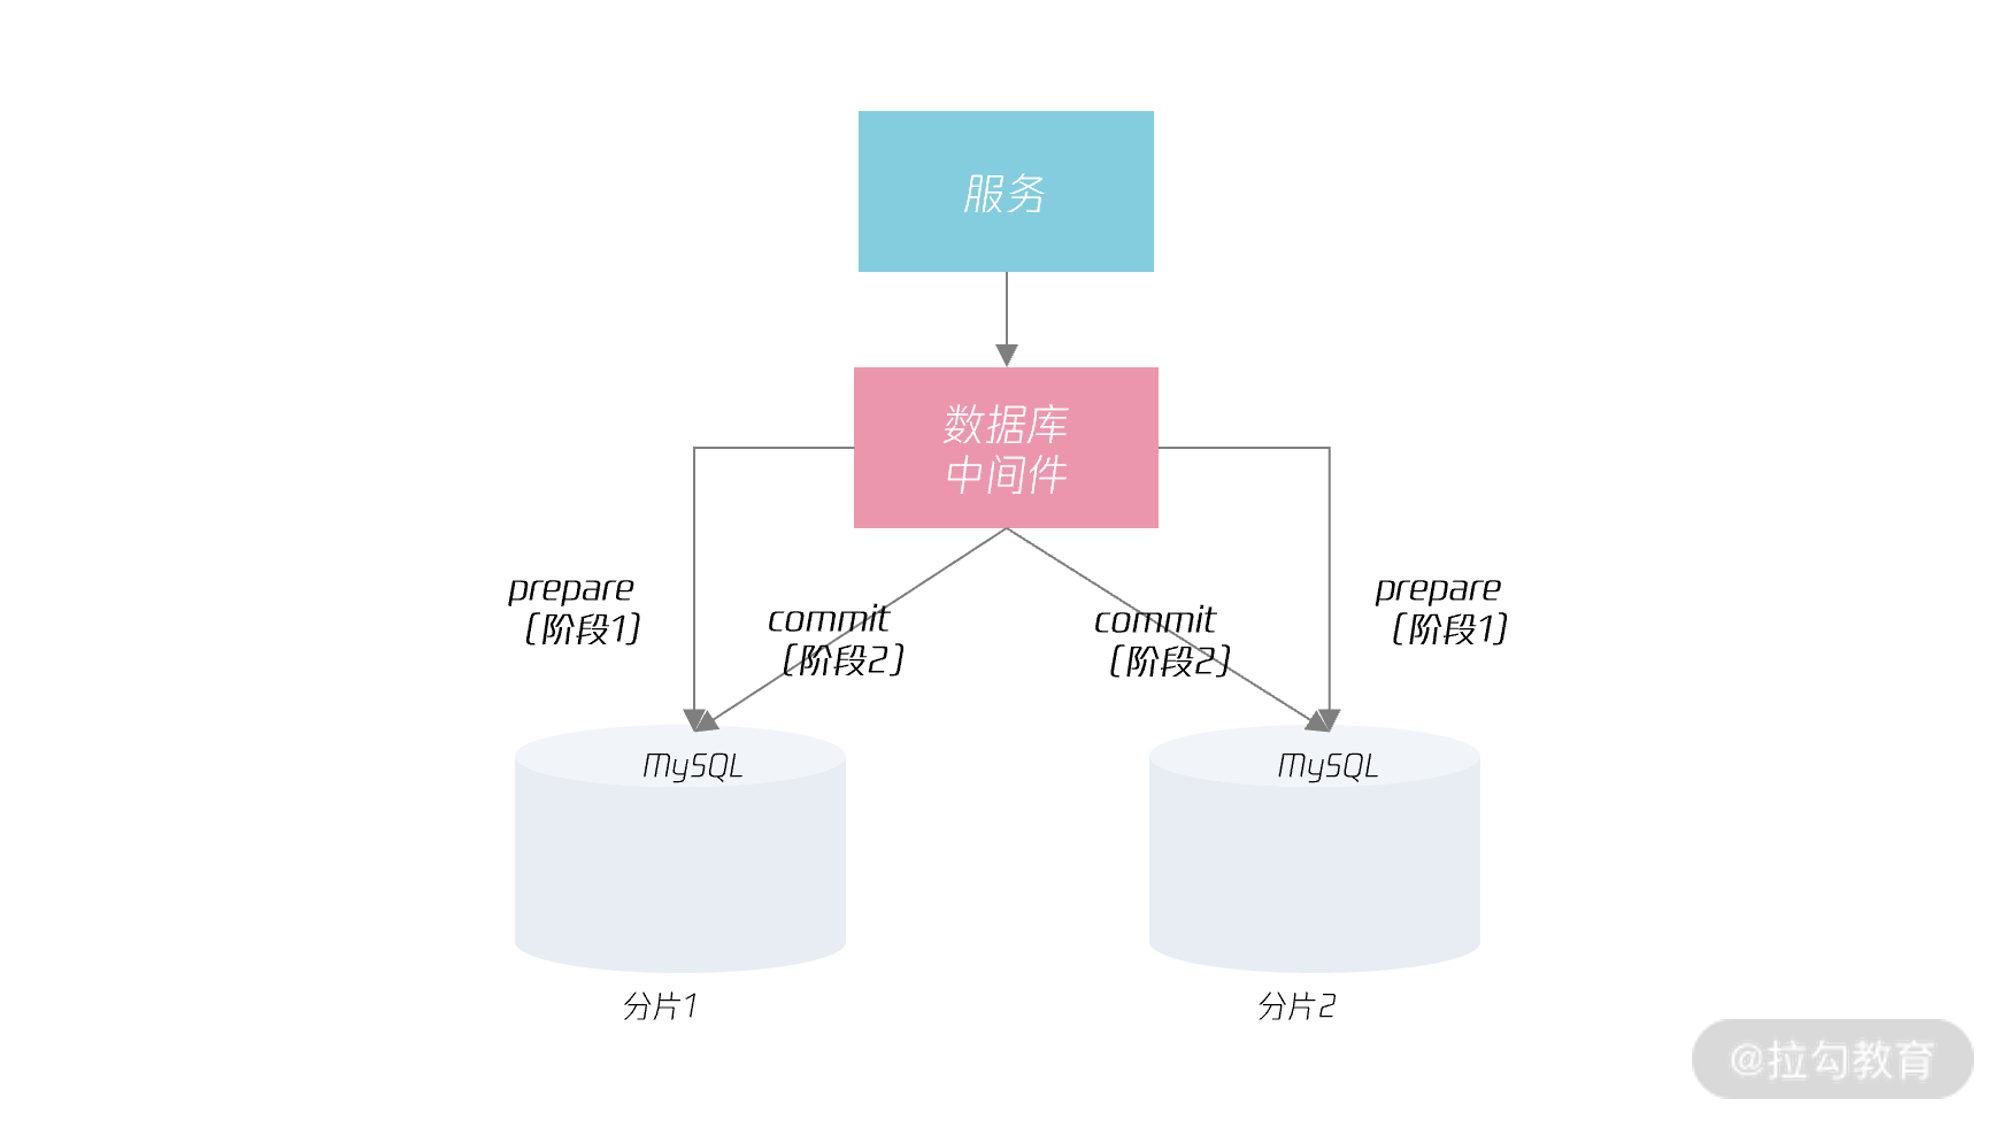 服务
数据库
中间件
prepare
(阶段1)
commit
(阶段2)
commit
(阶段2)
prepare
(阶段1)
MySQL
MySQL
分片1
分片2
@拉勾教育